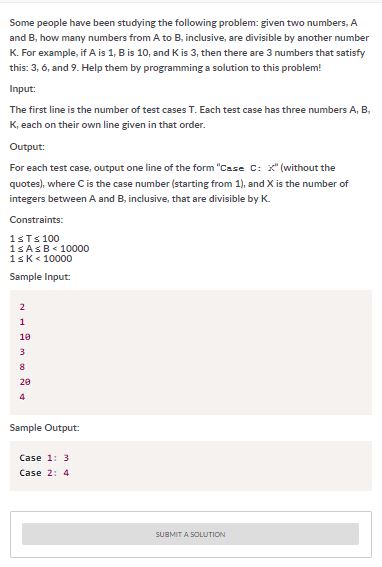 Some people have been studying the following problem: given two numbers, A
and B, how many numbers from A to B, inclusive, are divisible by another number
K. For example, if A is 1, B is 10, and K is 3, then there are 3 numbers that satisfy
this: 3, 6, and 9. Help them by programming a solution to this problem!
Input:
The first line is the number of test cases T. Each test case has three numbers A, B,
K, each on their own line given in that order.
Output:
For each test case, output one line of the form "Case C: X" (without the
quotes), where C is the case number (starting from 1), and X is the number of
integers between A and B, inclusive, that are divisible by K.
Constraints:
1 ≤ T ≤ 100
1 ≤ A ≤ B < 10000
1 ≤ K < 10000
Sample Input:
2
1
10
3
8
20
4
Sample Output:
Case 1: 3
Case 2: 4
SUBMIT A SOLUTION